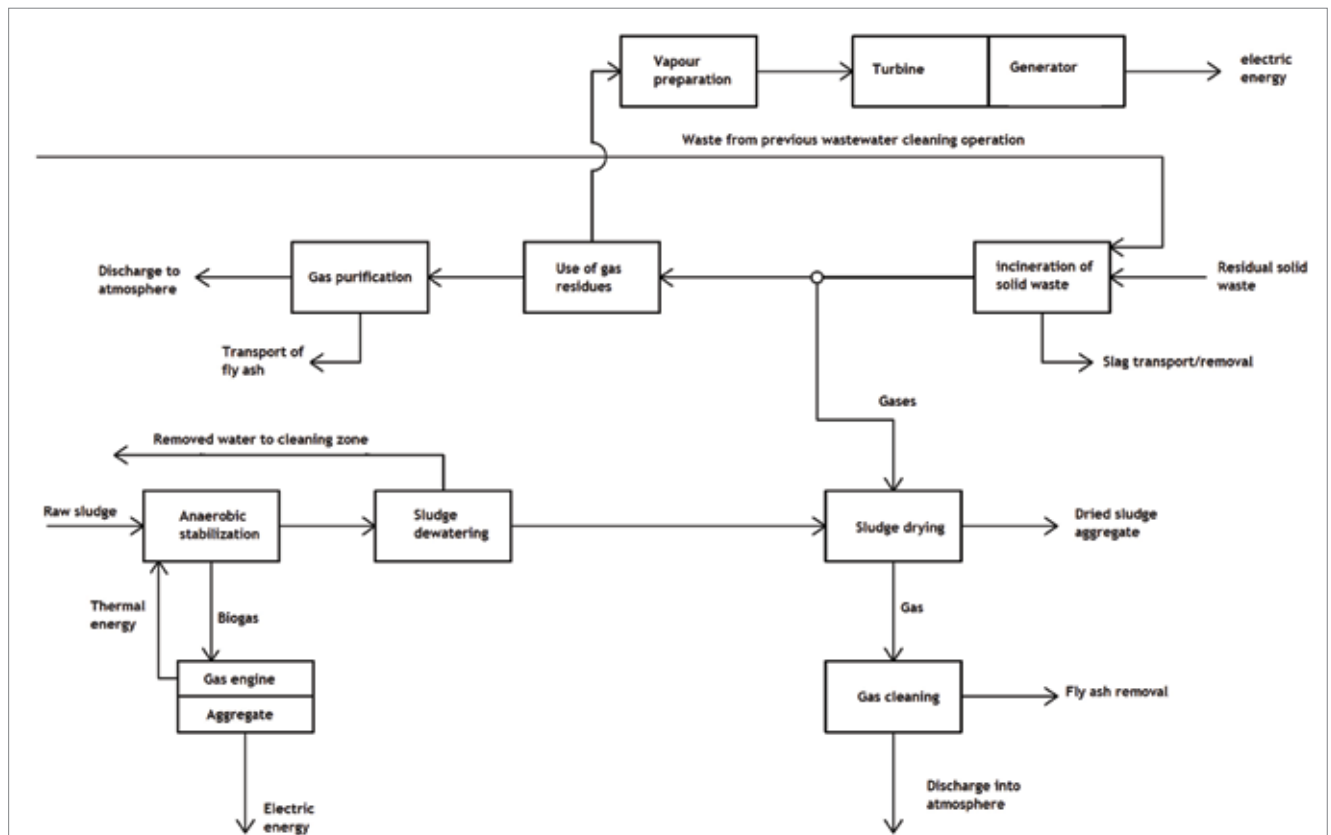 Vapour
preparation
Turbine
Generator
electric
energy
Waste from previous wastewater cleaning operation
Discharge to
atmosphere
Gas purification
Use of gas
residues
incineration of
solid waste
Residual solid
waste
Transport of
fly ash
Slag transport/removal
Gases
Removed water to cleaning zone
Raw sludge
Anaerobic
stabilization
Sludge
dewatering
Sludge drying
Dried sludge
aggregate
Thermal
energy
Biogas
Gas
Gas engine
Aggregate
Gas cleaning
Fly ash removal
Electric
energy
Discharge into
atmosphere